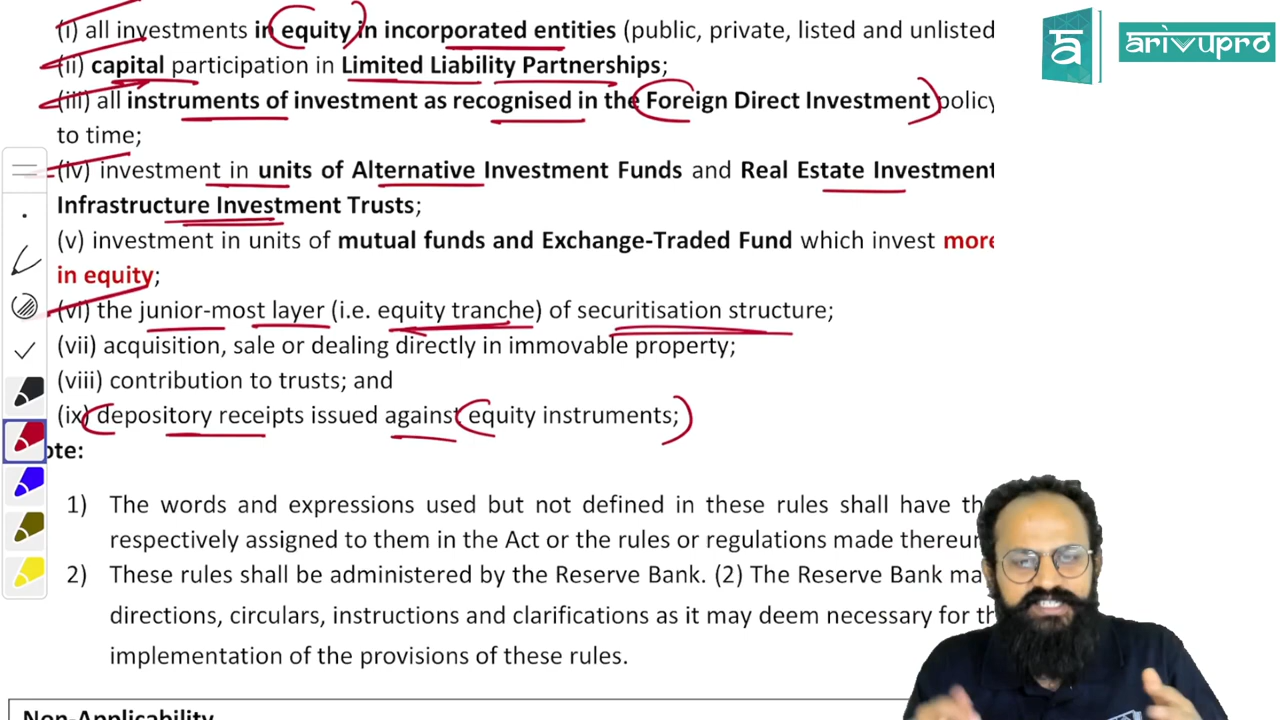 (i) all investments in equity in incorporated entities (public, private, listed and unlisted
(ii) capital participation in Limited Liability Partnerships;
(iii) all instruments of investment as recognised in the Foreign Direct Investment policy
to time;
(iv) investment in units of Alternative Investment Funds and Real Estate Investment
Infrastructure Investment Trusts;
(v) investment in units of mutual funds and Exchange-Traded Fund which invest more
in equity;
(vi) the junior-most layer (i.e. equity tranche) of securitisation structure;
(vii) acquisition, sale or dealing directly in immovable property;
(viii) contribution to trusts; and
(ix) depository receipts issued against equity instruments;
ote:
1) The words and expressions used but not defined in these rules shall have
respectively assigned to them in the Act or the rules or regulations made
2) These rules shall be administered by the Reserve Bank. (2) The Reserve Bank
directions, circulars, instructions and clarifications as it may deem necessary for
implementation of the provisions of these rules.
Non-Applicability
a arivupro